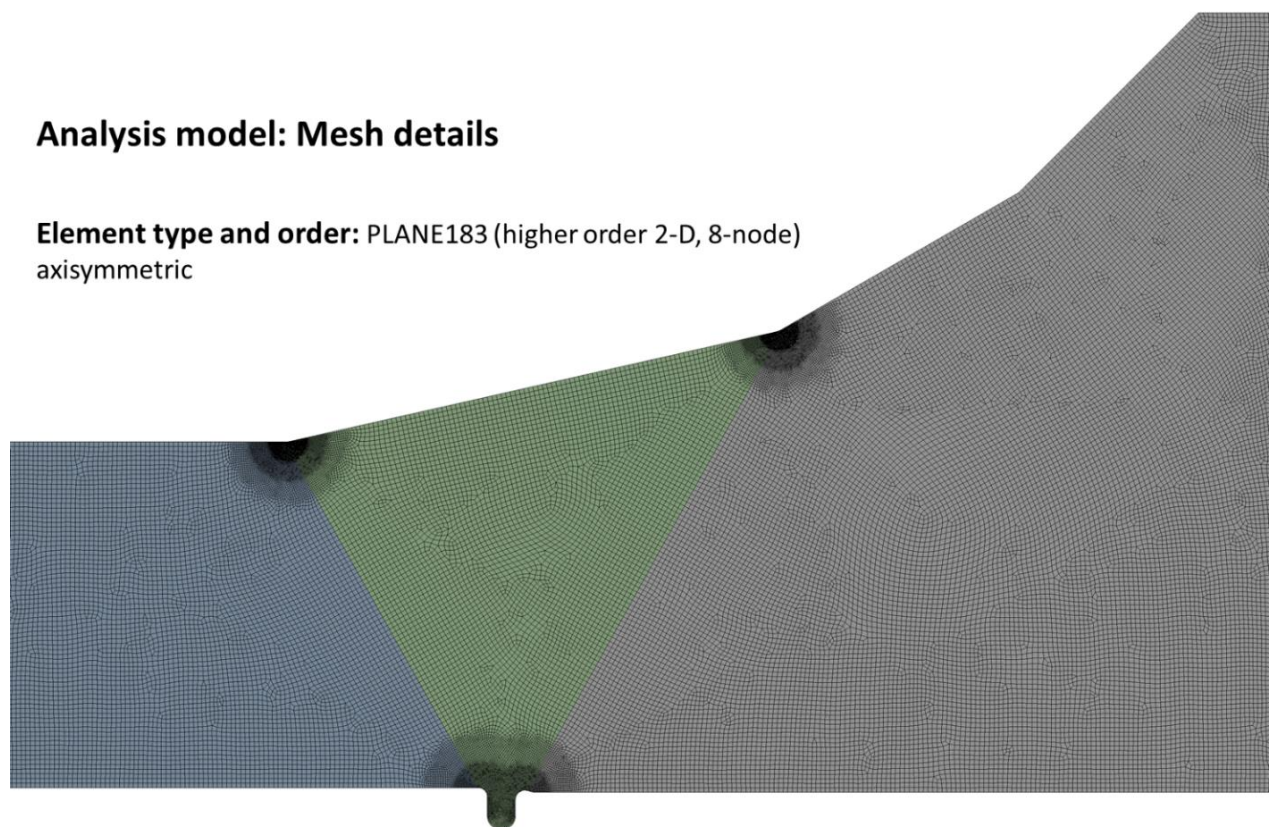 Analysis model: Mesh details
Element type and order: PLANE183 (higher order 2-D, 8-node)
axisymmetric